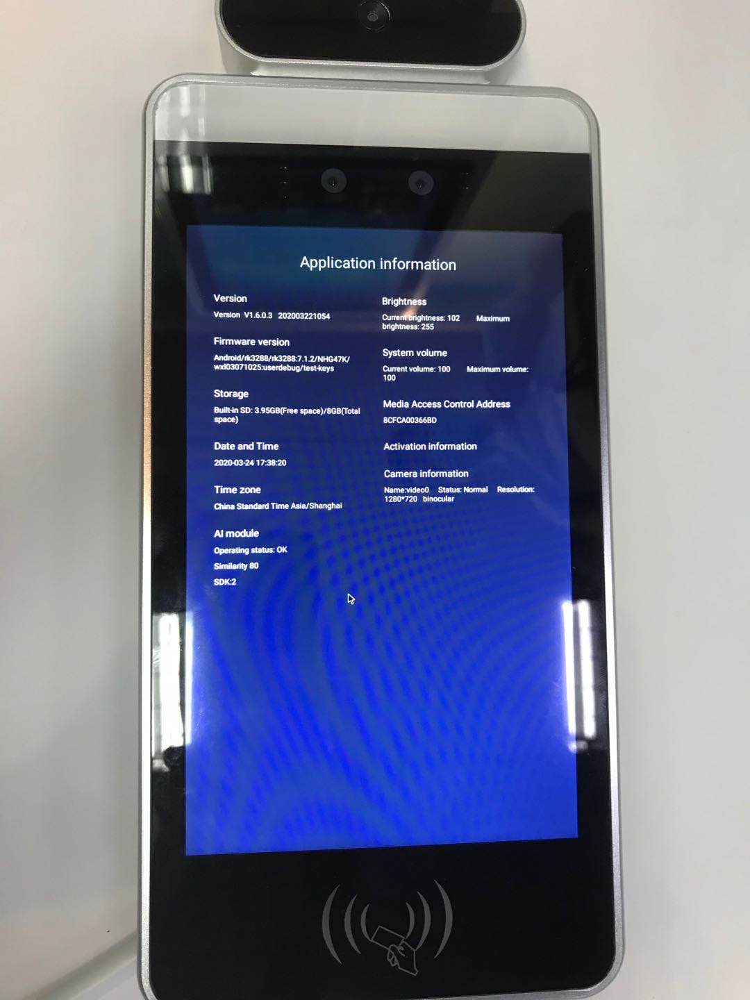 Application information
Version
Version V1.6.0.3 202003221054
Firmware version
Android/rk3288/rk3288:7.1.2/NHG47K/
wxl03071025:userdebug/test-keys
Storage
Built-in SD: 3.95GB(Free space)/8GB(Total
space)
Date and Time
2020-03-24 17:38:20
Time zone
China Standard Time Asia/Shanghai
AI module
Operating status: OK
Similarity 80
SDK:2
Brightness
Current brightness: 102 Maximum
brightness: 255
System volume
Current volume: 100 Maximum volume:
100
Media Access Control Address
8CFCA00366BD
Activation information
Camera information
Name:video0 Status: Normal Resolution:
1280*720 binocular